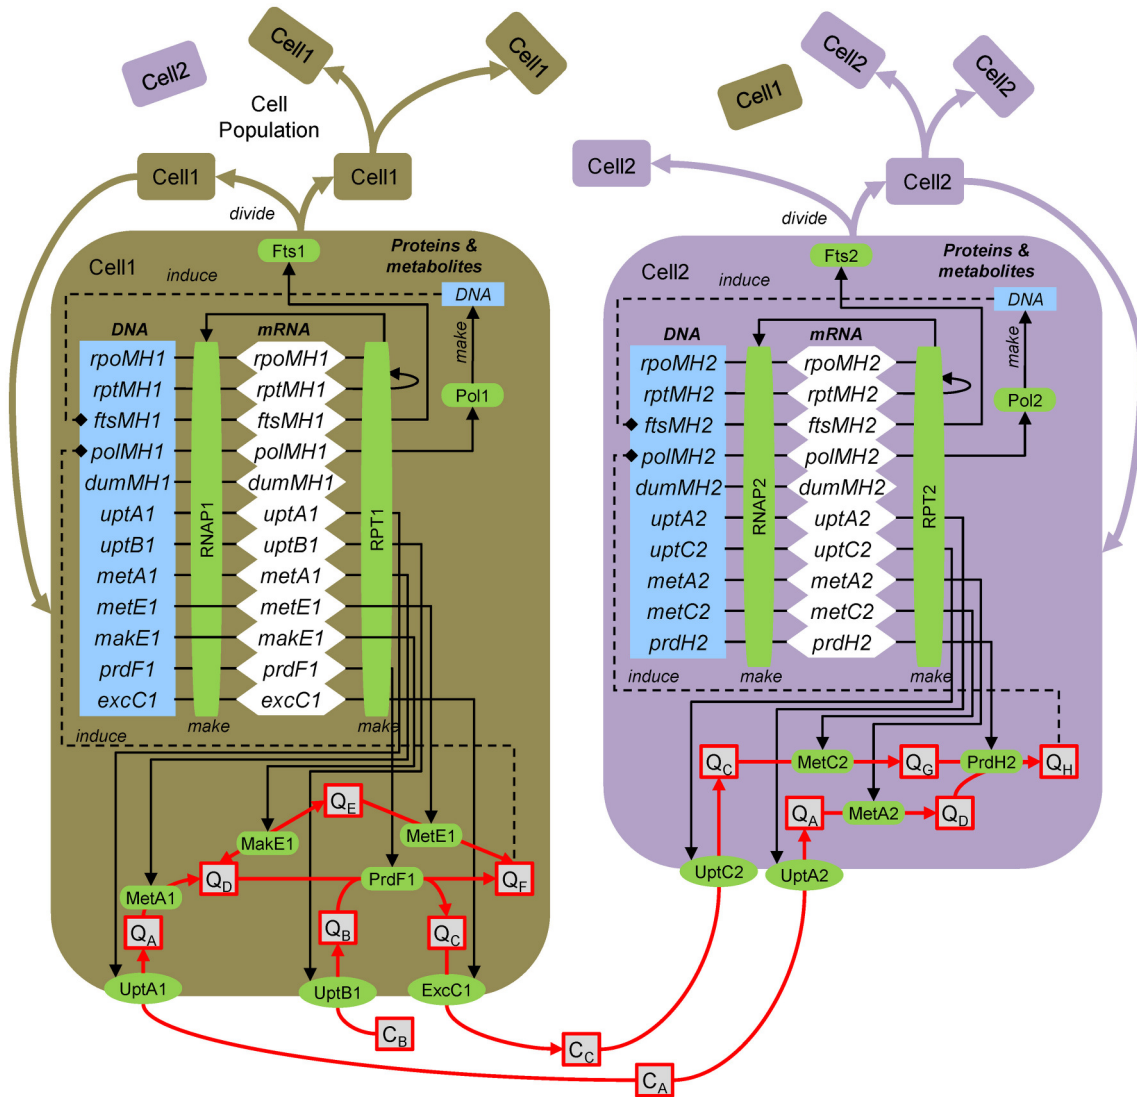 Cell2
Cell1
Cell1
Cell
Population
Cell1
Cell1
divide
Cell1
Fts1
induce
Proteins &
metabolites
DNA
make
Pol1
DNA
mRNA
rpoMH1
rpoMH1
rptMH1
rptMH1
ftsMH1
ftsMH1
polMH1
polMH1
dumMH1
dumMH1
uptA1
uptA1
uptB1
uptB1
metA1
metA1
metE1
metE1
makE1
makE1
prdF1
prdF1
excC1
excC1
RNAP1
RPT1
make
make
induce
QE
MakE1
MetE1
MetA1
QD
PrdF1
QF
QA
QB
QC
UptA1
UptB1
ExcC1
CB
CC
CA
Cell1
Cell2
Cell2
Cell2
Cell2
divide
Cell2
Fts2
induce
Proteins &
metabolites
DNA
make
Pol2
DNA
mRNA
rpoMH2
rpoMH2
rptMH2
rptMH2
ftsMH2
ftsMH2
polMH2
polMH2
dumMH2
dumMH2
uptA2
uptA2
uptC2
uptC2
metA2
metA2
metC2
metC2
prdH2
prdH2
RNAP2
RPT2
induce
make
make
QC
MetC2
QG
PrdH2
QH
QA
MetA2
QD
UptC2
UptA2